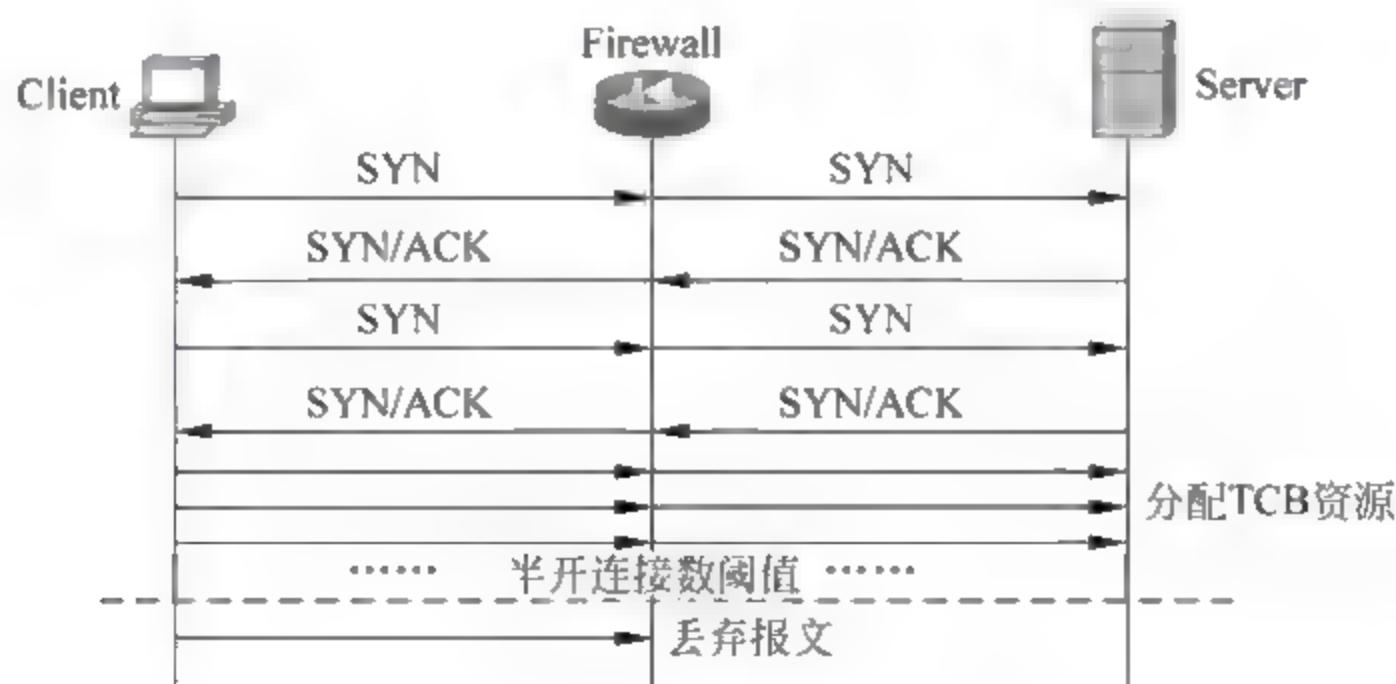 Firewall
Client
Server
SYN SYN
SYN/ACK SYN/ACK
SYN SYN
SYN/ACK SYN/ACK
分配TCB资源
…… 半开连接数阈值 ……
丢弃报文